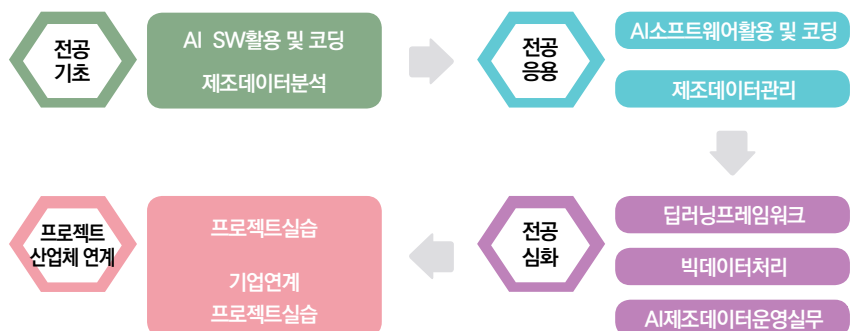 전공
기초
AI SW활용 및 코딩
제조데이터분석
전공
응용
AI소프트웨어활용 및 코딩
제조데이터관리
전공
심화
딥러닝프레임워크
빅데이터처리
AI제조데이터운영실무
프로젝트
산업체 연계
프로젝트실습
기업연계
프로젝트실습